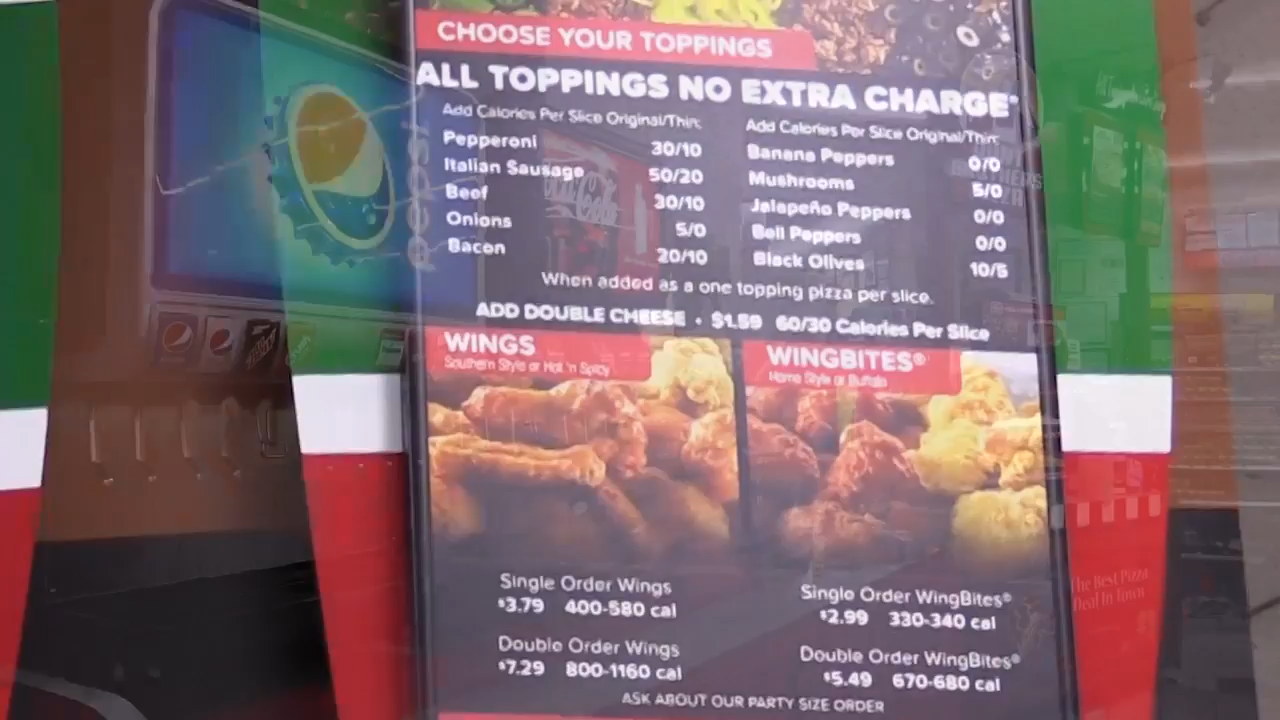 CHOOSE YOUR TOPPINGS
ALL TOPPINGS NO EXTRA CHARGE*
Add Calories Per Slice Original/Thin:
Pepperoni 30/10
Italian Sausage 50/20
Beef 30/10
Onions 5/0
Bacon 20/10
Add Calories Per Slice Original/Thin:
Banana Peppers 0/0
Mushrooms 5/0
Jalapeño Peppers 0/0
Bell Peppers 0/0
Black Olives 10/5
When added as a one topping pizza per slice.
ADD DOUBLE CHEESE • $1.59 60/30 Calories Per Slice
WINGS
Southern Style or Hot 'n Spicy
WINGBITES®
Home Style or Buffalo
Single Order Wings
$3.79 400-580 cal
Double Order Wings
$7.29 800-1160 cal
Single Order WingBites®
$2.99 330-340 cal
Double Order WingBites®
$5.49 670-680 cal
ASK ABOUT OUR PARTY SIZE ORDER
pepsi
Coca-Cola
The Best Pizza
Deal In Town